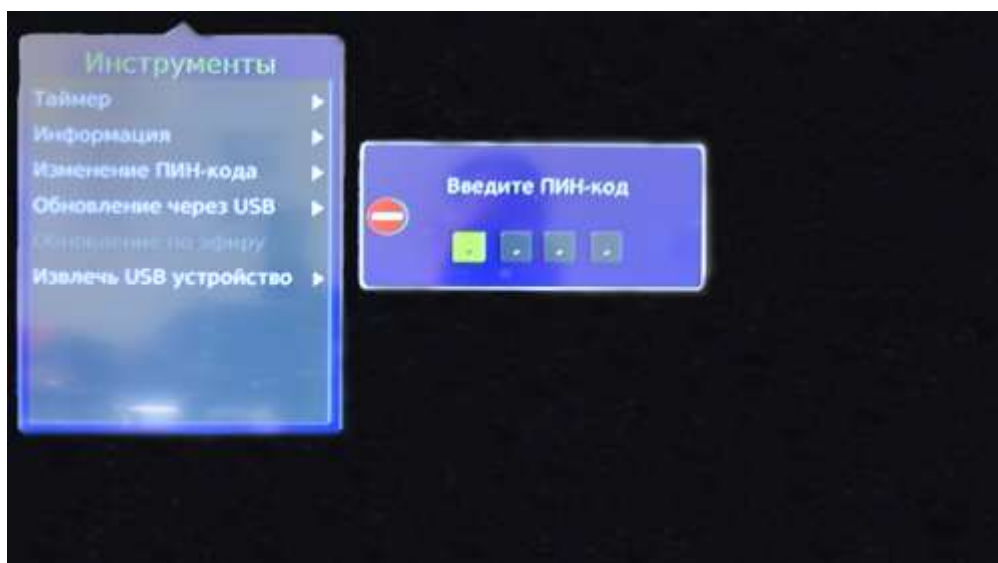 Инструменты
Таймер
Информация
Изменение ПИН-кода
Обновление через USB
Обновление по эфиру
Извлечь USB устройство
Введите ПИН-код